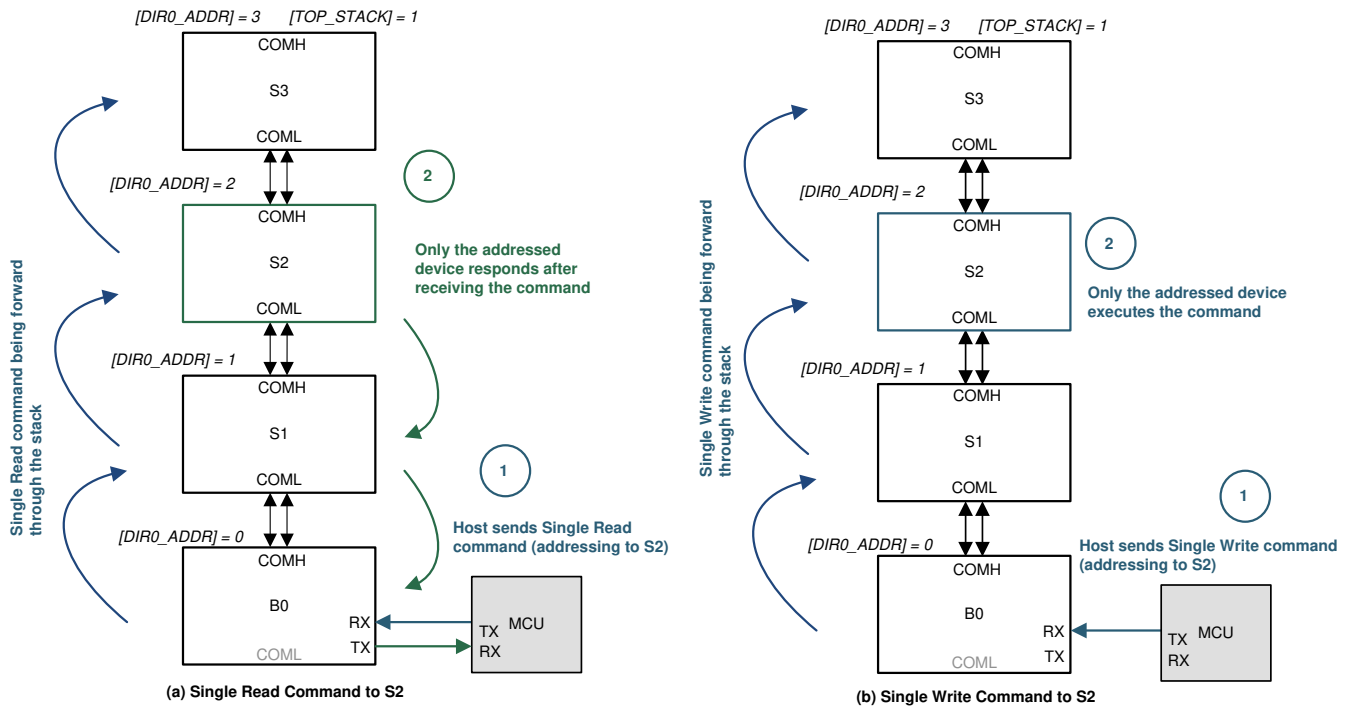 [DIR0_ADDR] = 3 [TOP_STACK] = 1
COMH
S3
COML
[DIR0_ADDR] = 2
COMH
S2
COML
2
Only the addressed
device responds after
receiving the command
[DIR0_ADDR] = 1
COMH
S1
COML
1
Host sends Single Read
command (addressing to S2)
[DIR0_ADDR] = 0
COMH
B0
RX
TX
COML
TX
RX
MCU
Single Read command being forward
through the stack
(a) Single Read Command to S2
[DIR0_ADDR] = 3 [TOP_STACK] = 1
COMH
S3
COML
[DIR0_ADDR] = 2
COMH
S2
COML
2
Only the addressed device
executes the command
[DIR0_ADDR] = 1
COMH
S1
COML
1
Host sends Single Write command
(addressing to S2)
[DIR0_ADDR] = 0
COMH
B0
RX
TX
COML
TX
RX
MCU
Single Write command being forward
through the stack
(b) Single Write Command to S2